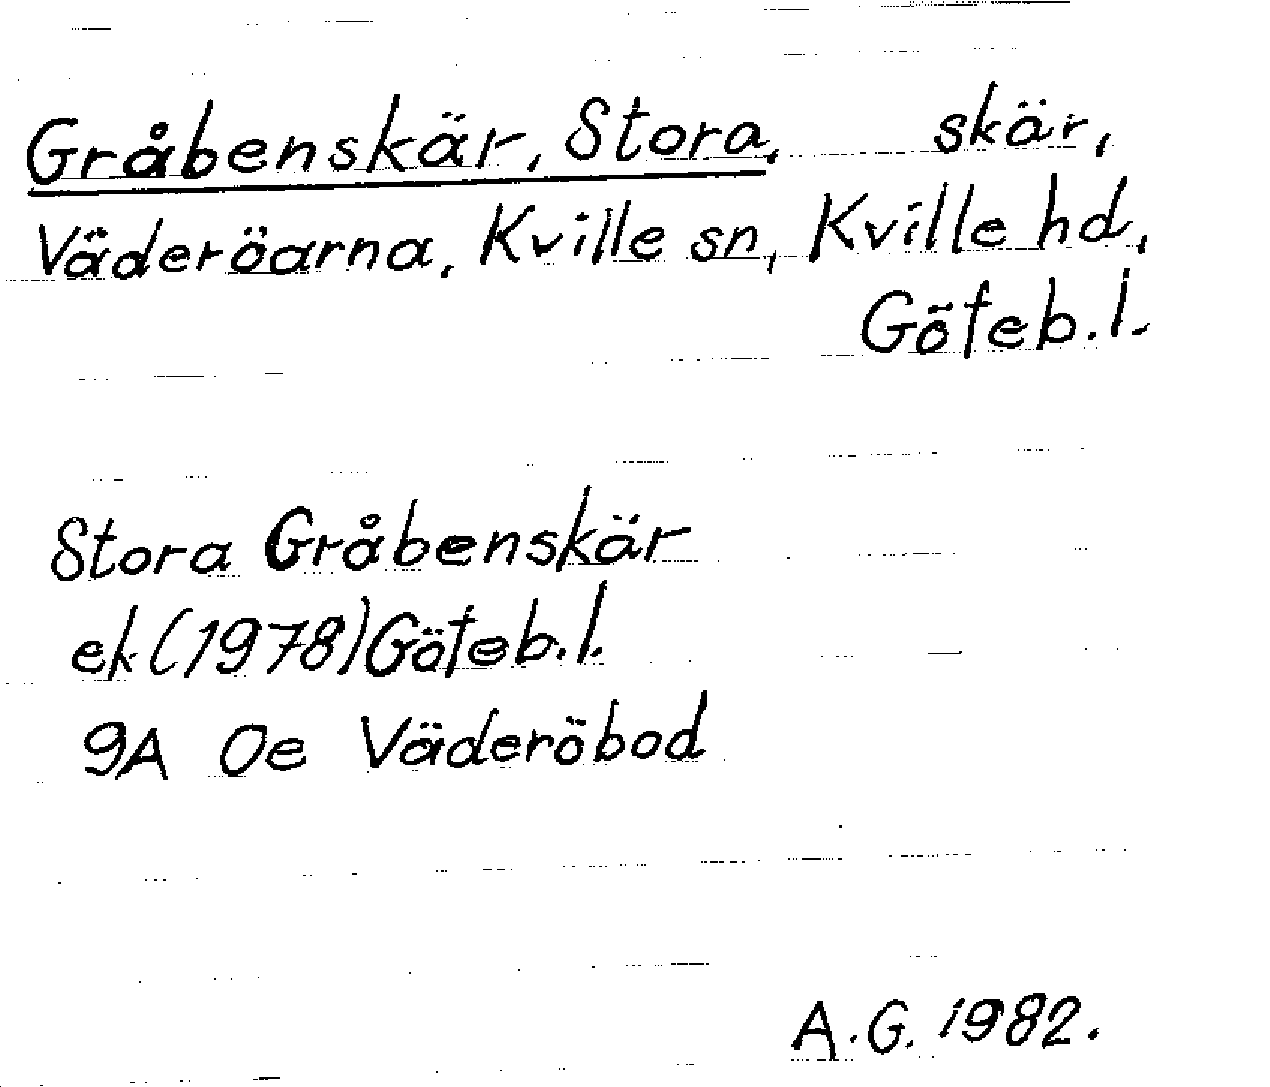 Gråbenskär, Stora, skär,
Väderöarna, Kville sn, Kville hd,
Göteb. l.
Stora Gråbenskär
ek (1978) Göteb. l.
9A 0e Väderöbod
A.G. 1982.